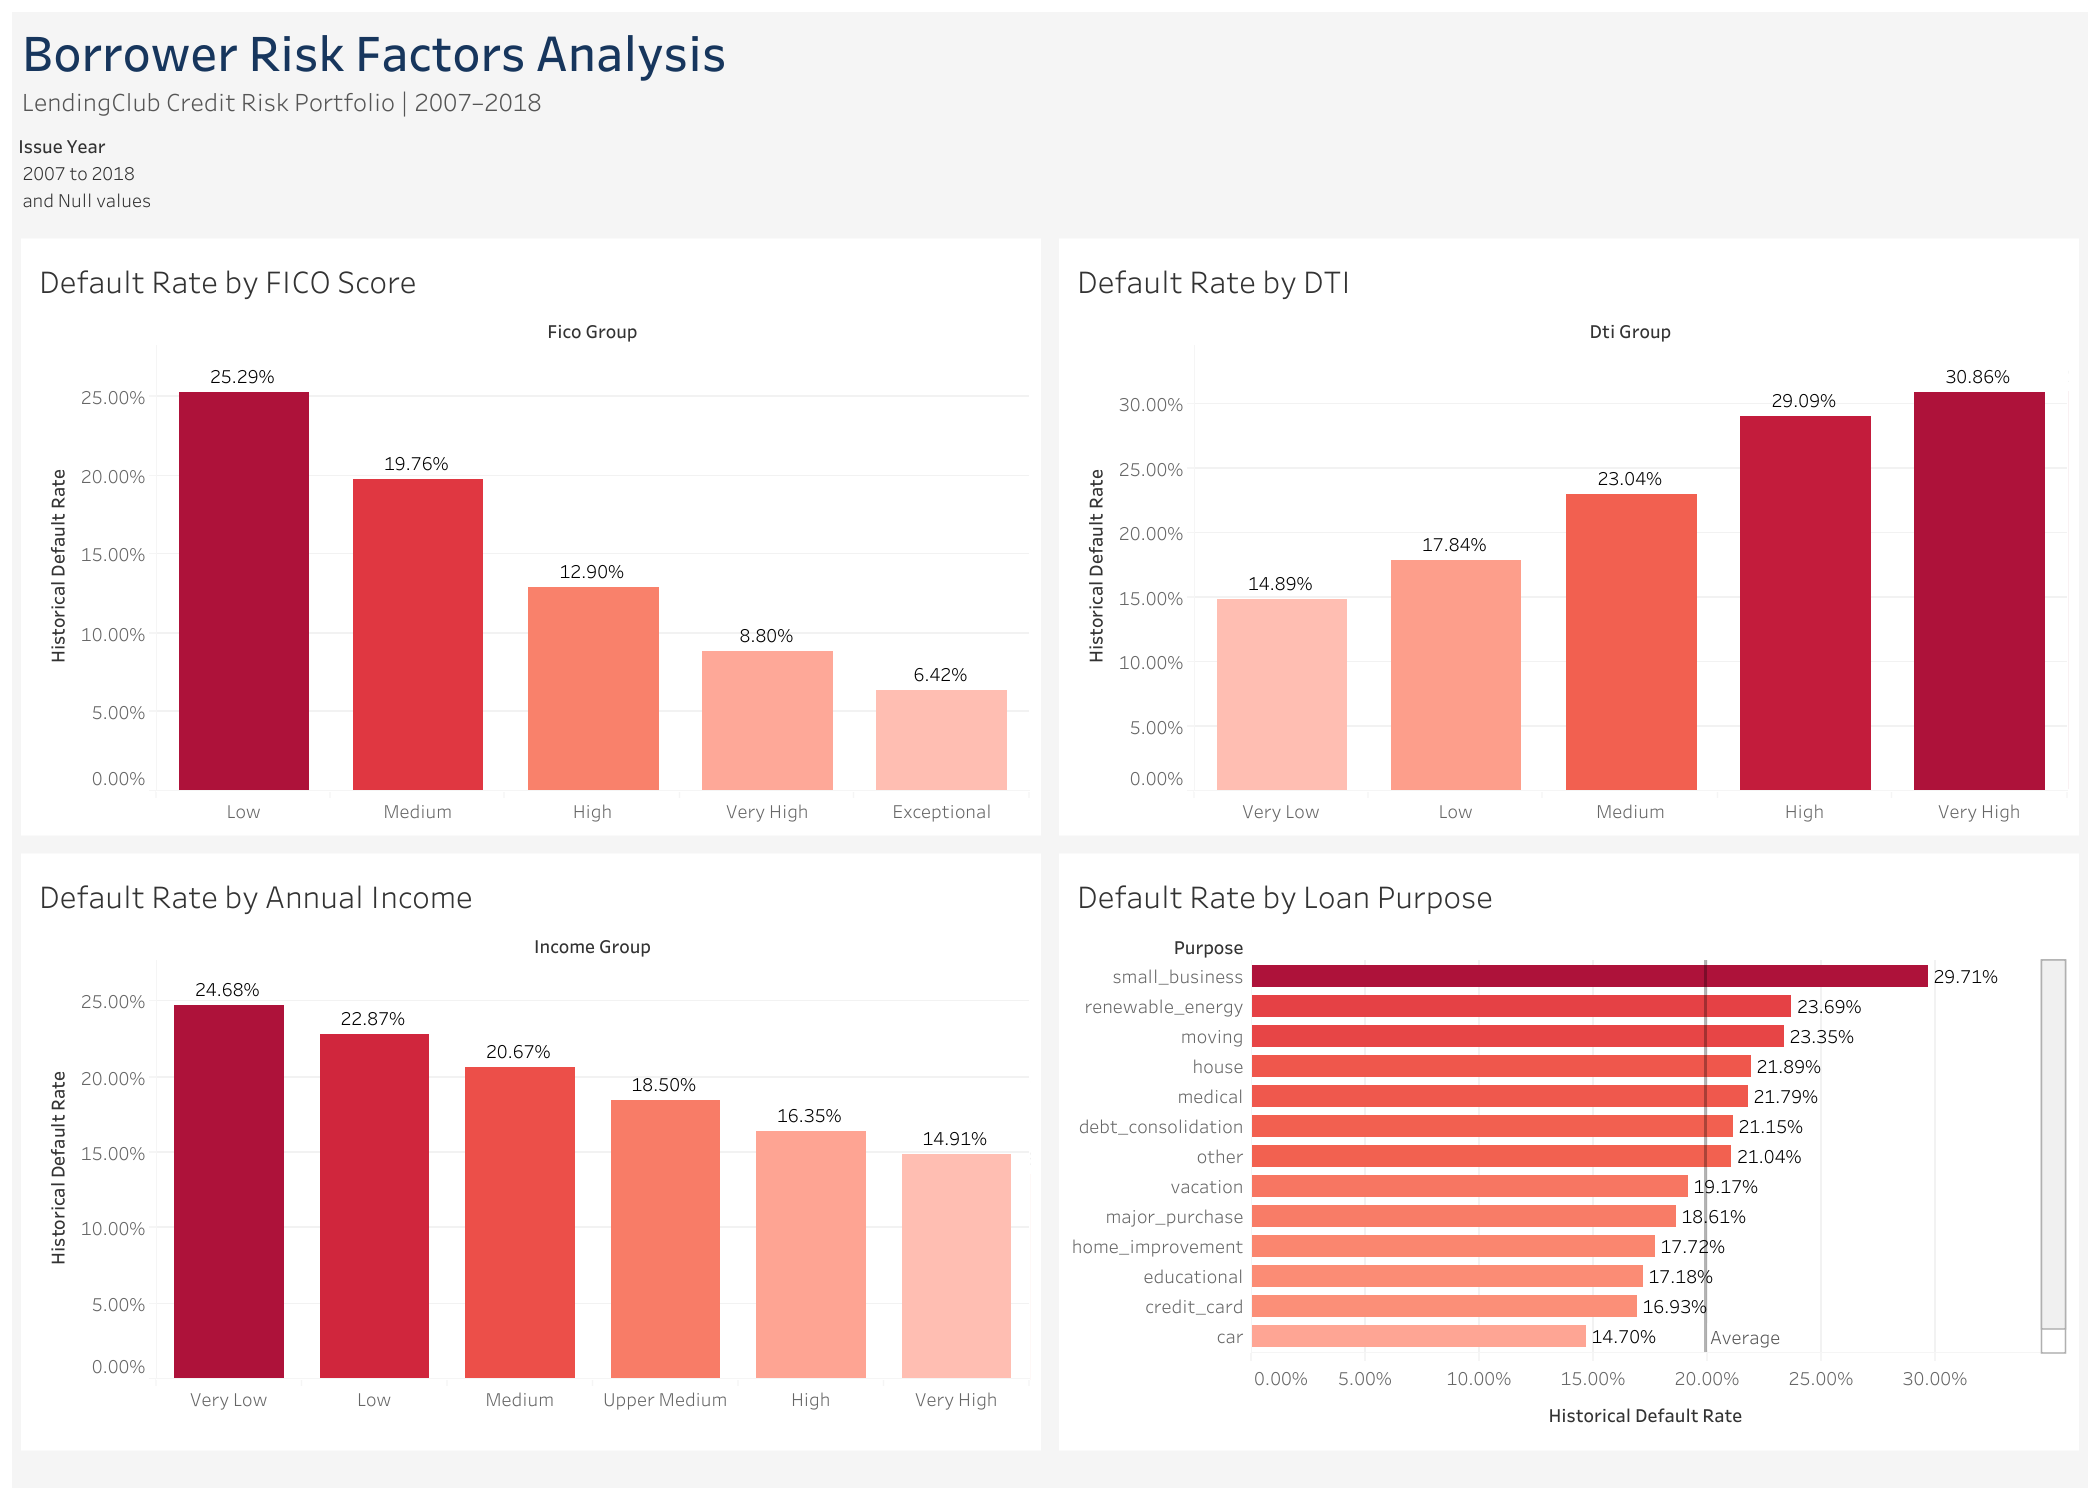 Borrower Risk Factors Analysis
LendingClub Credit Risk Portfolio | 2007–2018
Issue Year
2007 to 2018
and Null values
Default Rate by FICO Score
Fico Group
Historical Default Rate
25.00%
20.00%
15.00%
10.00%
5.00%
0.00%
25.29%
19.76%
12.90%
8.80%
6.42%
Low
Medium
High
Very High
Exceptional
Default Rate by DTI
Dti Group
Historical Default Rate
30.00%
25.00%
20.00%
15.00%
10.00%
5.00%
0.00%
14.89%
17.84%
23.04%
29.09%
30.86%
Very Low
Low
Medium
High
Very High
Default Rate by Annual Income
Income Group
Historical Default Rate
25.00%
20.00%
15.00%
10.00%
5.00%
0.00%
24.68%
22.87%
20.67%
18.50%
16.35%
14.91%
Very Low
Low
Medium
Upper Medium
High
Very High
Default Rate by Loan Purpose
Purpose
small_business 29.71%
renewable_energy 23.69%
moving 23.35%
house 21.89%
medical 21.79%
debt_consolidation 21.15%
other 21.04%
vacation 19.17%
major_purchase 18.61%
home_improvement 17.72%
educational 17.18%
credit_card 16.93%
car 14.70% Average
0.00% 5.00% 10.00% 15.00% 20.00% 25.00% 30.00%
Historical Default Rate